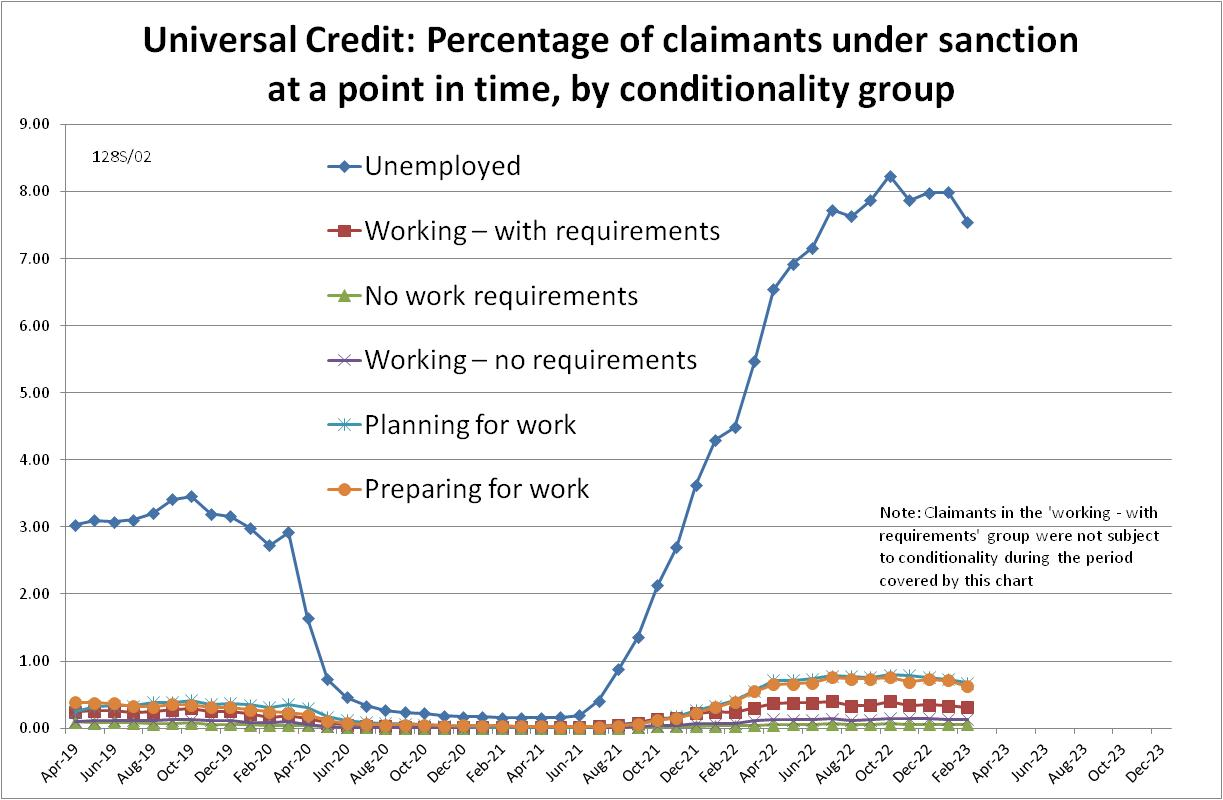 Universal Credit: Percentage of claimants under sanction
at a point in time, by conditionality group
9.00
8.00
7.00
6.00
5.00
4.00
3.00
2.00
1.00
0.00
128S/02
Unemployed
Working – with requirements
No work requirements
Working – no requirements
Planning for work
Preparing for work
Note: Claimants in the 'working - with
requirements' group were not subject
to conditionality during the period
covered by this chart
Apr-19
Jun-19
Aug-19
Oct-19
Dec-19
Feb-20
Apr-20
Jun-20
Aug-20
Oct-20
Dec-20
Feb-21
Apr-21
Jun-21
Aug-21
Oct-21
Dec-21
Feb-22
Apr-22
Jun-22
Aug-22
Oct-22
Dec-22
Feb-23
Apr-23
Jun-23
Aug-23
Oct-23
Dec-23